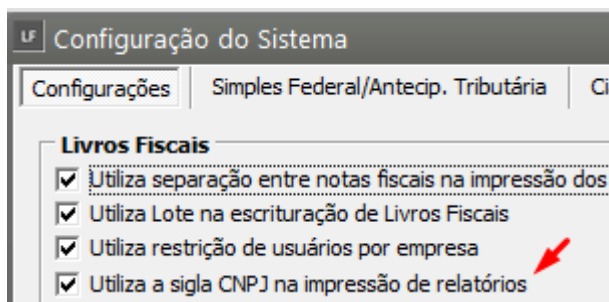 LF Configuração do Sistema
Configurações Simples Federal/Antecip. Tributária Ci
Livros Fiscais
Utiliza separação entre notas fiscais na impressão dos
Utiliza Lote na escrituração de Livros Fiscais
Utiliza restrição de usuários por empresa
Utiliza a sigla CNPJ na impressão de relatórios